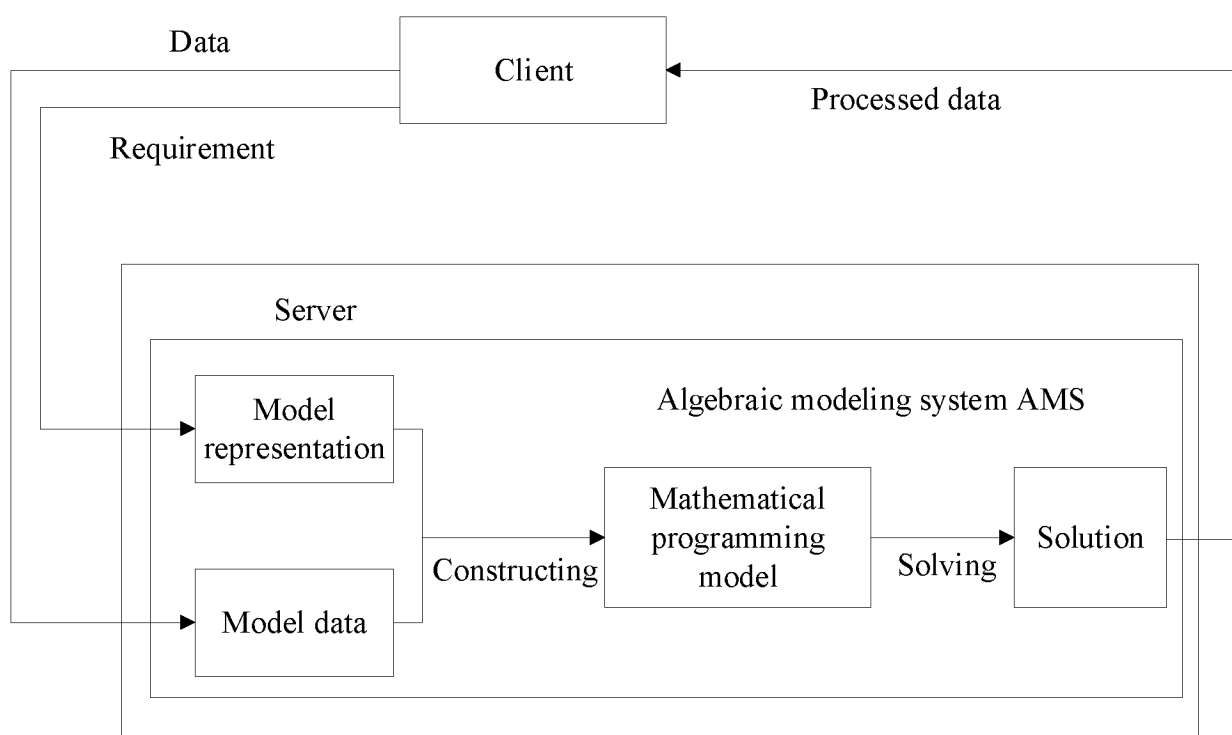 Data
Client
Processed data
Requirement
Server
Model
representation
Algebraic modeling system AMS
Mathematical
programming
model
Solution
Constructing
Solving
Model data